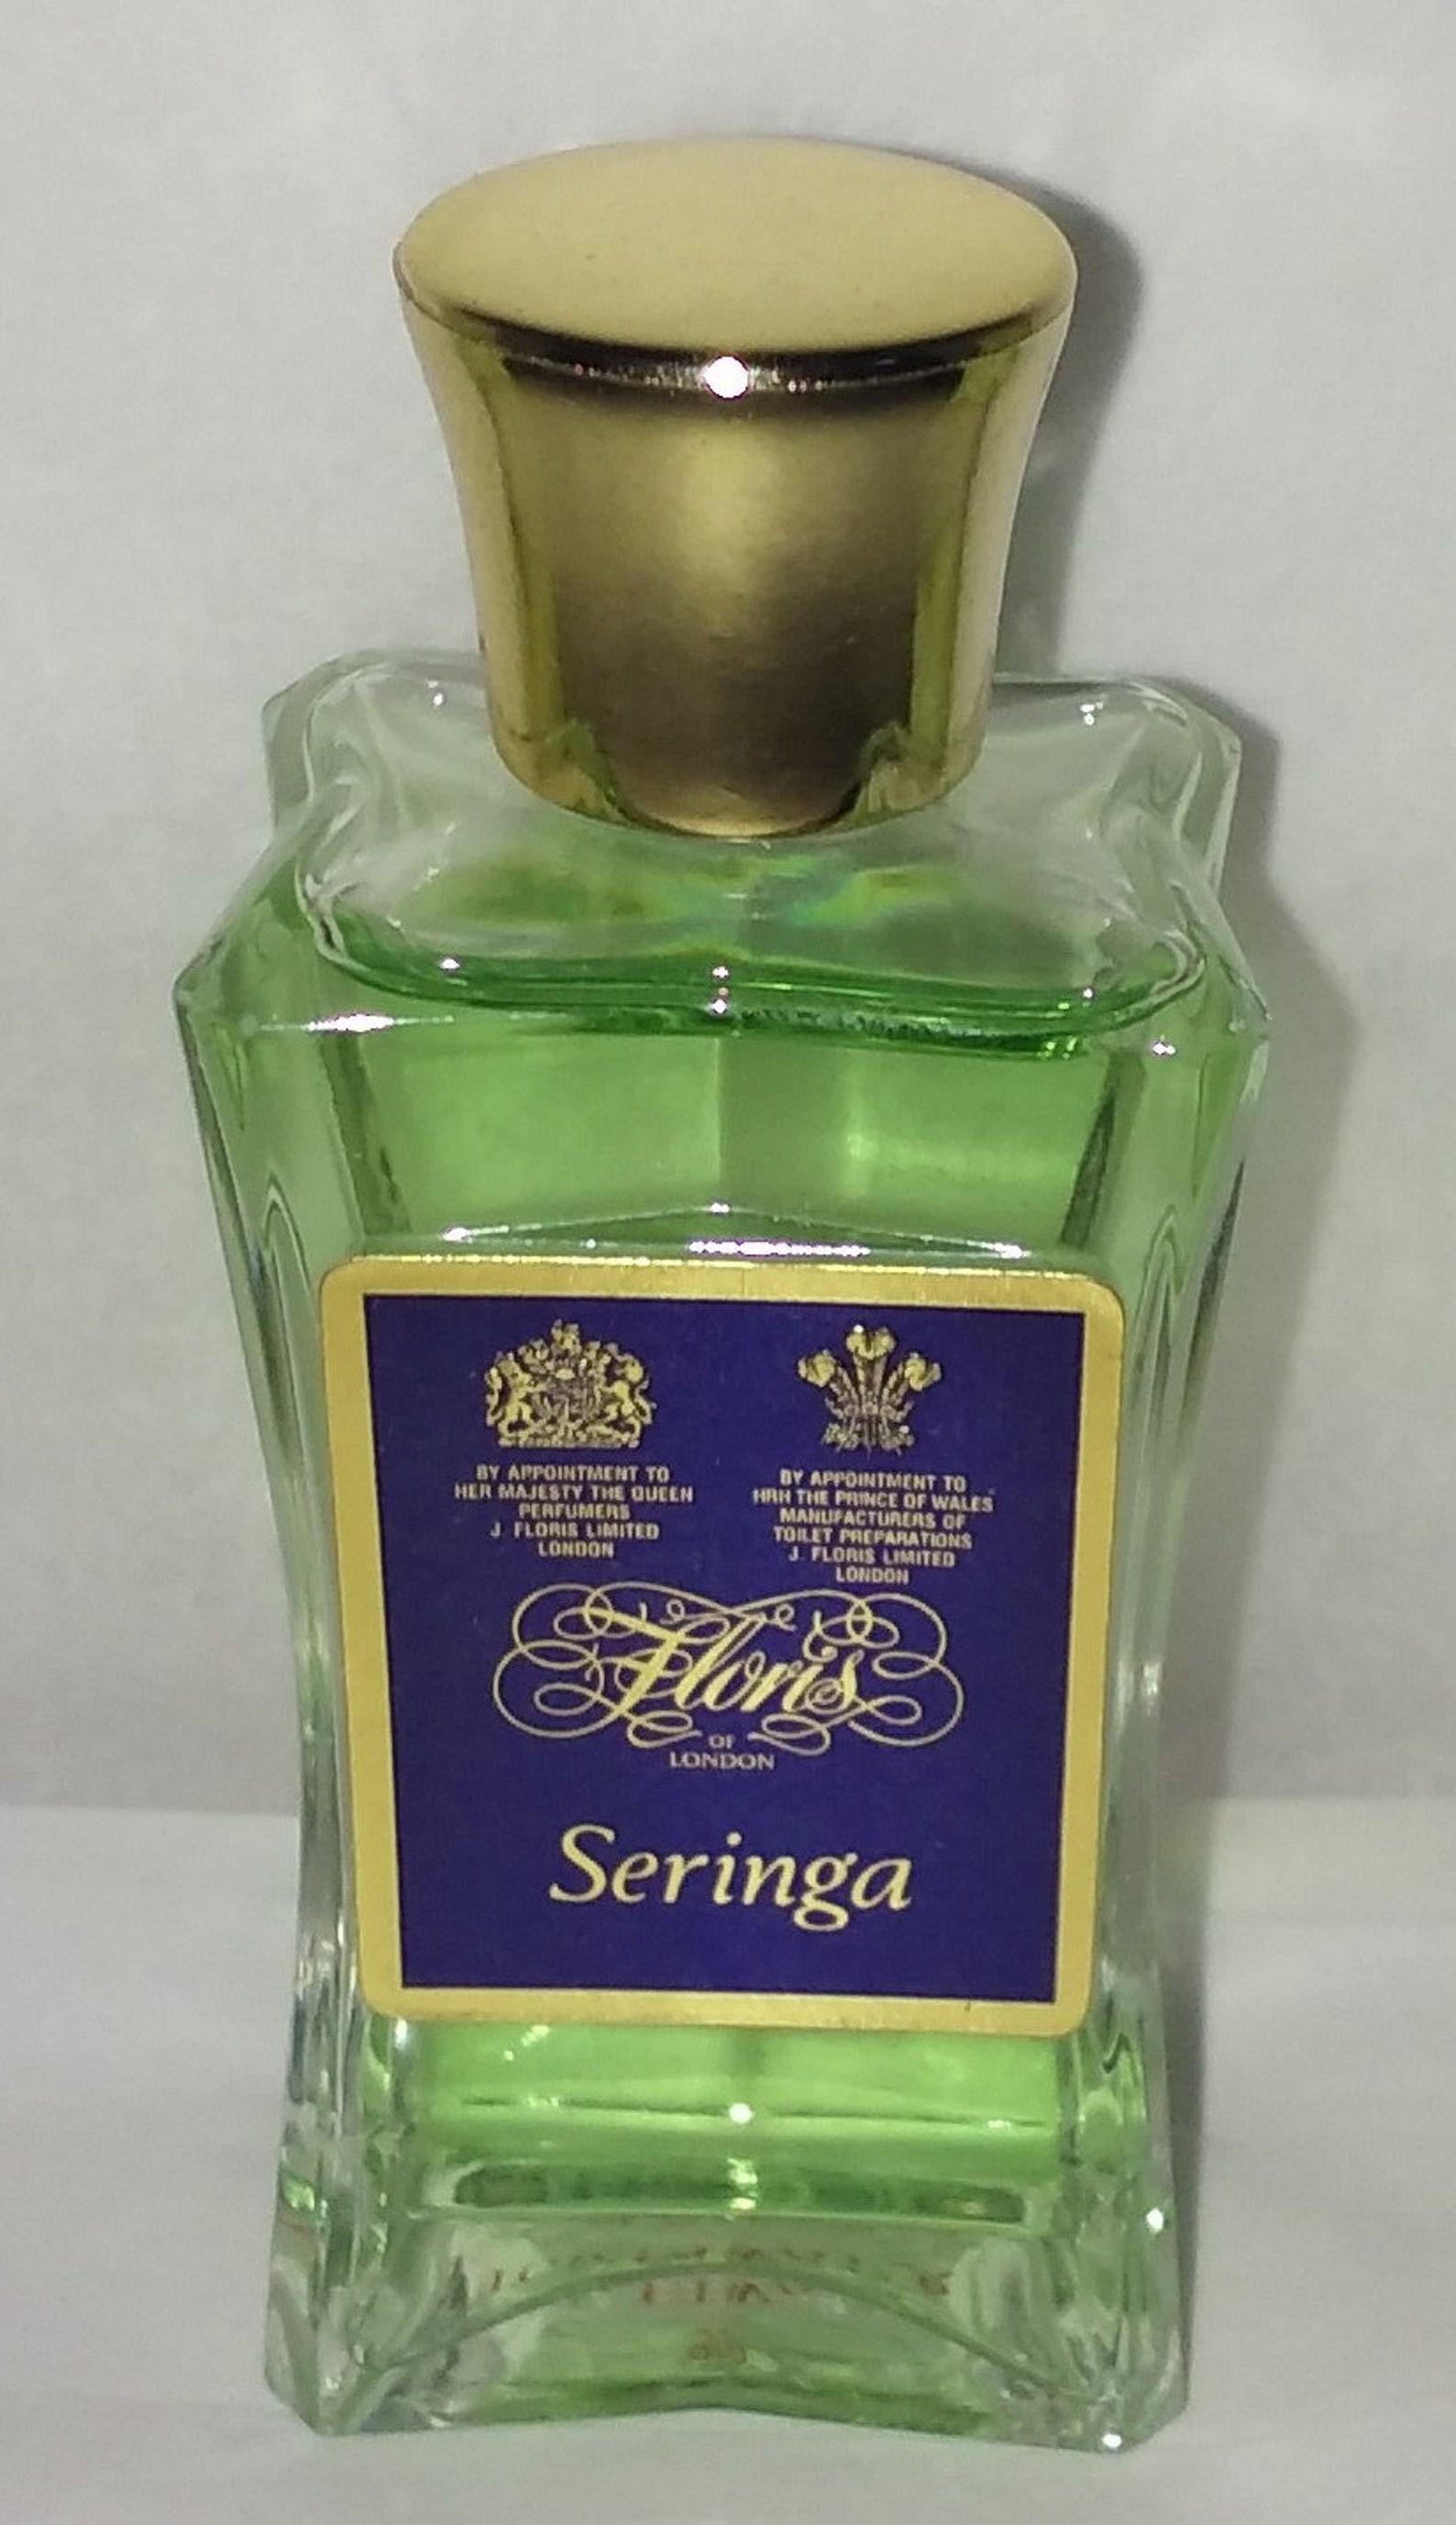 BY APPOINTMENT TO
HER MAJESTY THE QUEEN
PERFUMERS
J. FLORIS LIMITED
LONDON
BY APPOINTMENT TO
HRH THE PRINCE OF WALES
MANUFACTURERS OF
TOILET PREPARATIONS
J. FLORIS LIMITED
LONDON
Floris
OF
LONDON
Seringa